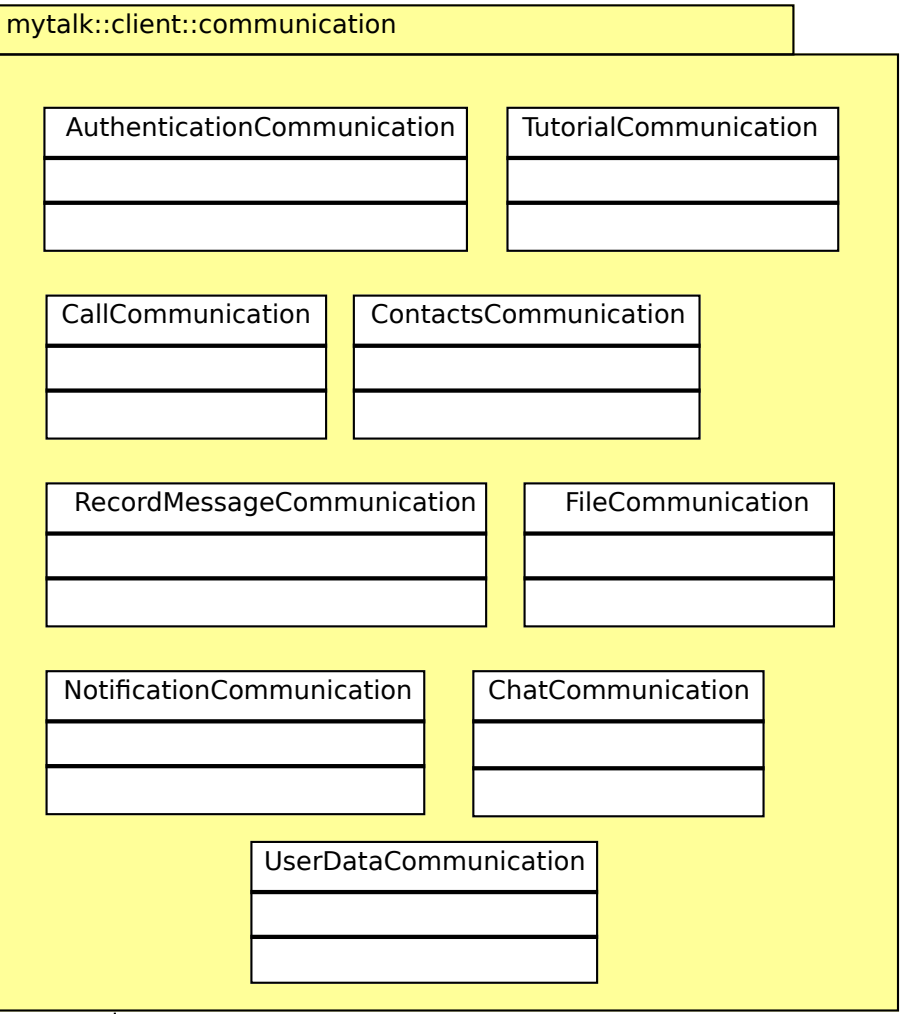 mytalk::client::communication
AuthenticationCommunication
TutorialCommunication
CallCommunication
ContactsCommunication
RecordMessageCommunication
FileCommunication
NotificationCommunication
ChatCommunication
UserDataCommunication